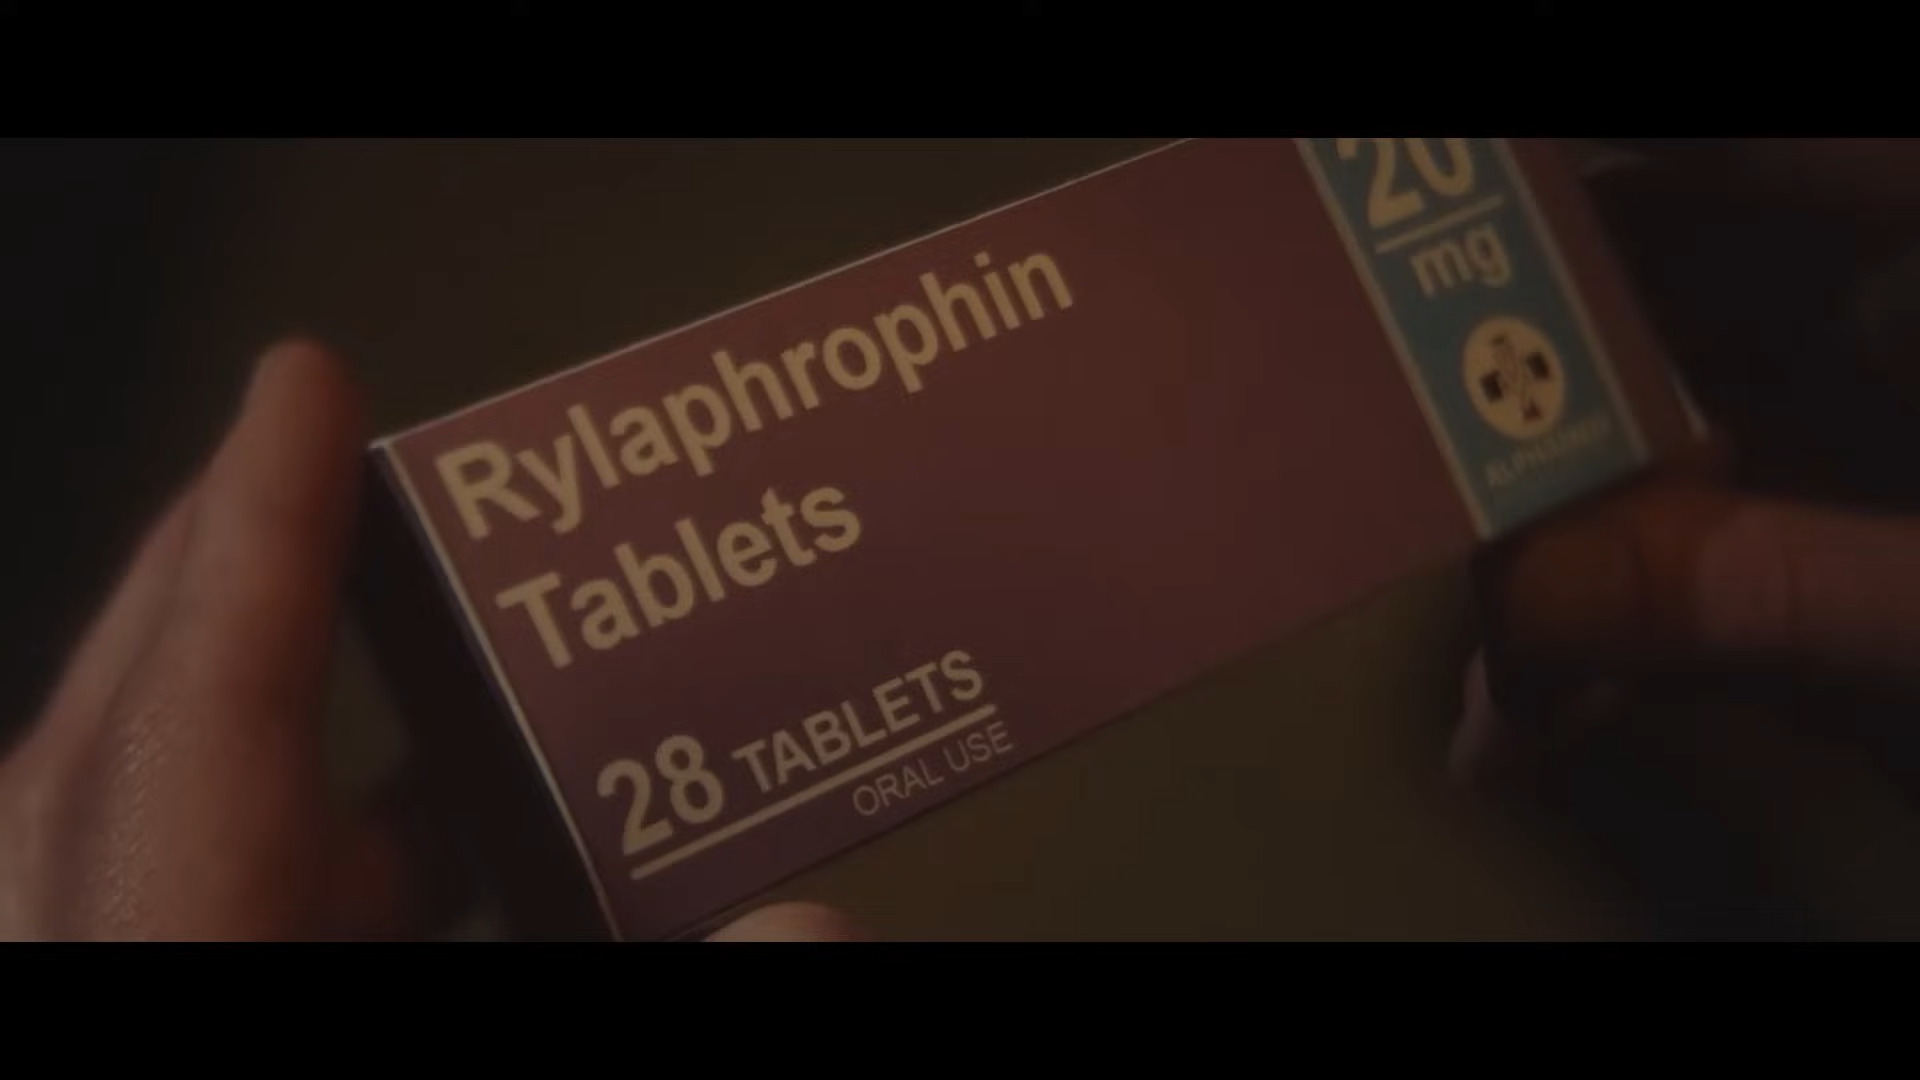 Rylaphrophin
Tablets
28 TABLETS
ORAL USE
20
mg